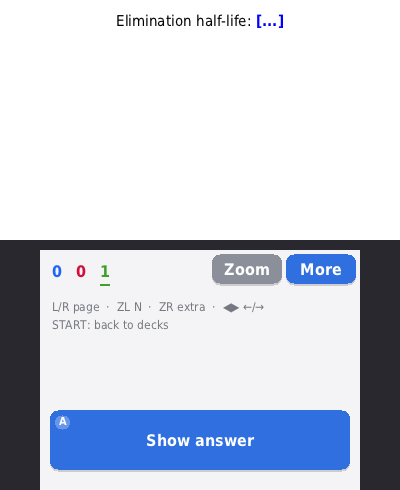 Elimination half-life: [...]
0 0 1
Zoom
More
L/R page · ZL N · ZR extra · ◀▶ ←/→
START: back to decks
A
Show answer